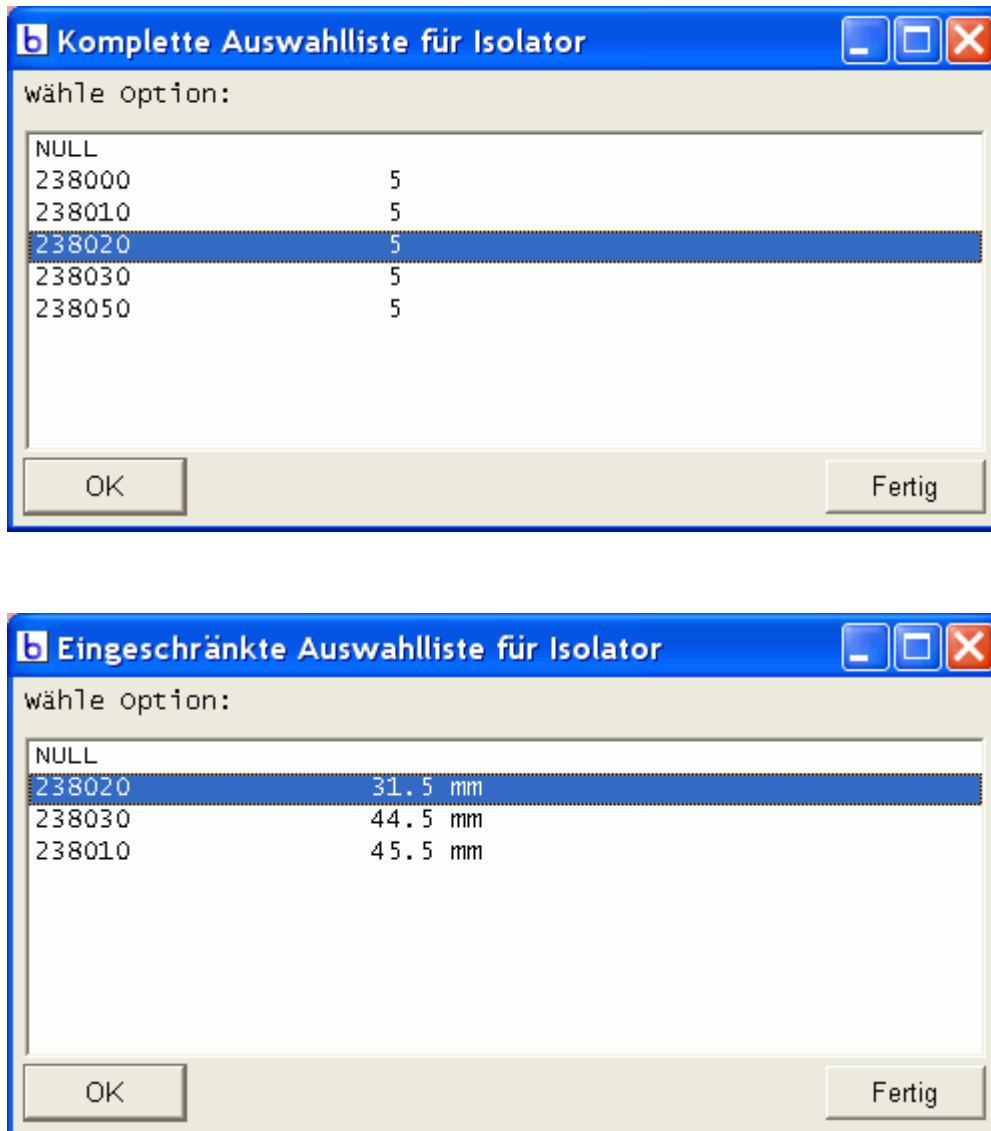 Komplette Auswahlliste für Isolator
Wähle Option:
NULL
238000 5
238010 5
238020 5
238030 5
238050 5
OK Fertig
Eingeschränkte Auswahlliste für Isolator
Wähle Option:
NULL
238020 31.5 mm
238030 44.5 mm
238010 45.5 mm
OK Fertig